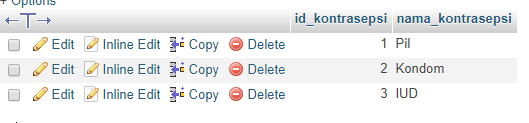 + Options
id_kontrasepsi nama_kontrasepsi
Edit Inline Edit Copy Delete 1 Pil
Edit Inline Edit Copy Delete 2 Kondom
Edit Inline Edit Copy Delete 3 IUD